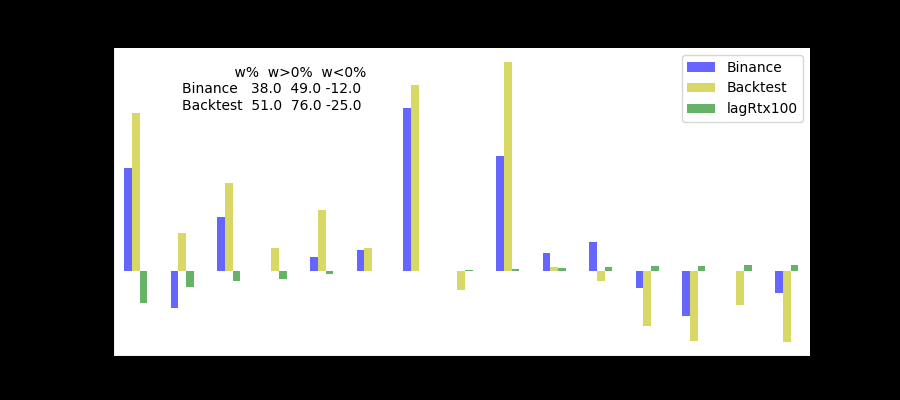 w% w>0% w<0%
Binance 38.0 49.0 -12.0
Backtest 51.0 76.0 -25.0
Binance
Backtest
lagRtx100